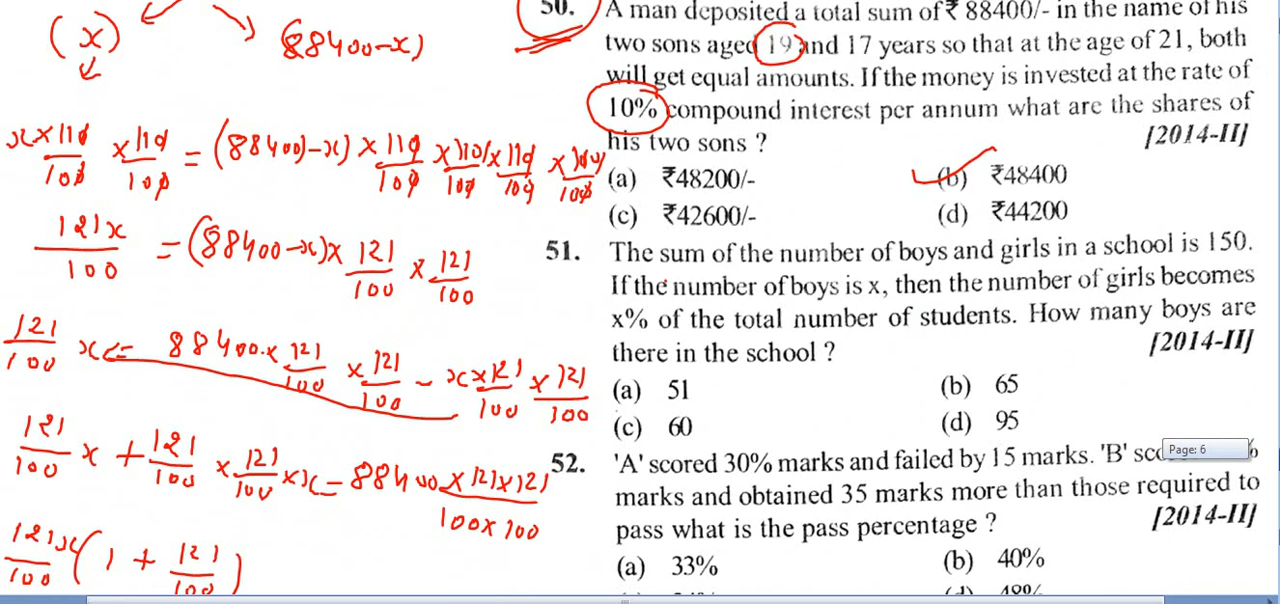 (x)
(88400-x)
x×110/100 ×110/100 = (88400-x)×110/100 ×110/100×110/100 ×110/100
121x/100 =(88400-x)×121/100 ×121/100
121/100 x = 88400×121/100 ×121/100 - x×121/100 ×121/100
121/100 x + 121/100 ×121/100 ×x = 88400×121×121/100×100
121x/100 (1 + 121/100)
50. A man deposited a total sum of ₹ 88400/- in the name of his
two sons aged 19 and 17 years so that at the age of 21, both
will get equal amounts. If the money is invested at the rate of
10% compound interest per annum what are the shares of
his two sons ? [2014-II]
(a) ₹48200/- (b) ₹48400
(c) ₹42600/- (d) ₹44200
51. The sum of the number of boys and girls in a school is 150.
If the number of boys is x, then the number of girls becomes
x% of the total number of students. How many boys are
there in the school ? [2014-II]
(a) 51 (b) 65
(c) 60 (d) 95
52. 'A' scored 30% marks and failed by 15 marks. 'B' %
Page: 6
marks and obtained 35 marks more than those required to
pass what is the pass percentage ? [2014-II]
(a) 33% (b) 40%